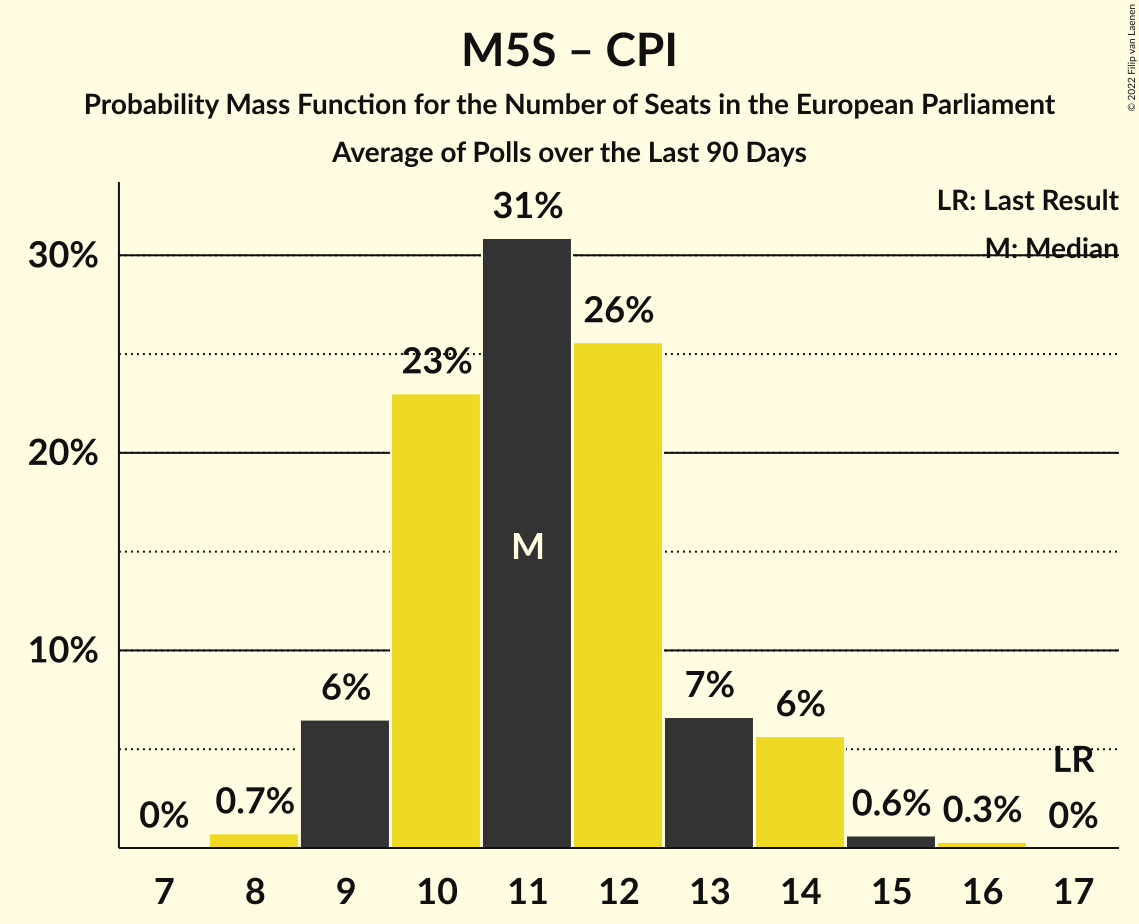 M5S – CPI
Probability Mass Function for the Number of Seats in the European Parliament
Average of Polls over the Last 90 Days
© 2022 Filip van Laenen
LR: Last Result
M: Median
30%
20%
10%
0%
0.7%
6%
23%
31%
M
26%
7%
6%
0.6%
0.3%
LR
0%
7 8 9 10 11 12 13 14 15 16 17